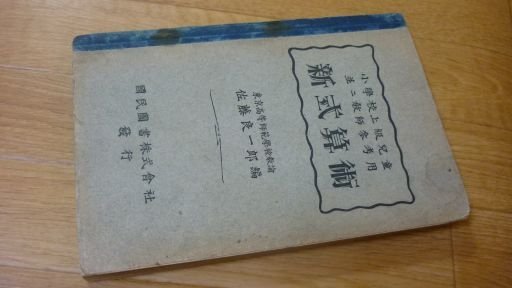 小學校上級兒童
並ニ教師參考用
新式算術
東京高等師範學校教諭
佐藤良一郎編
國民圖書株式會社
發行